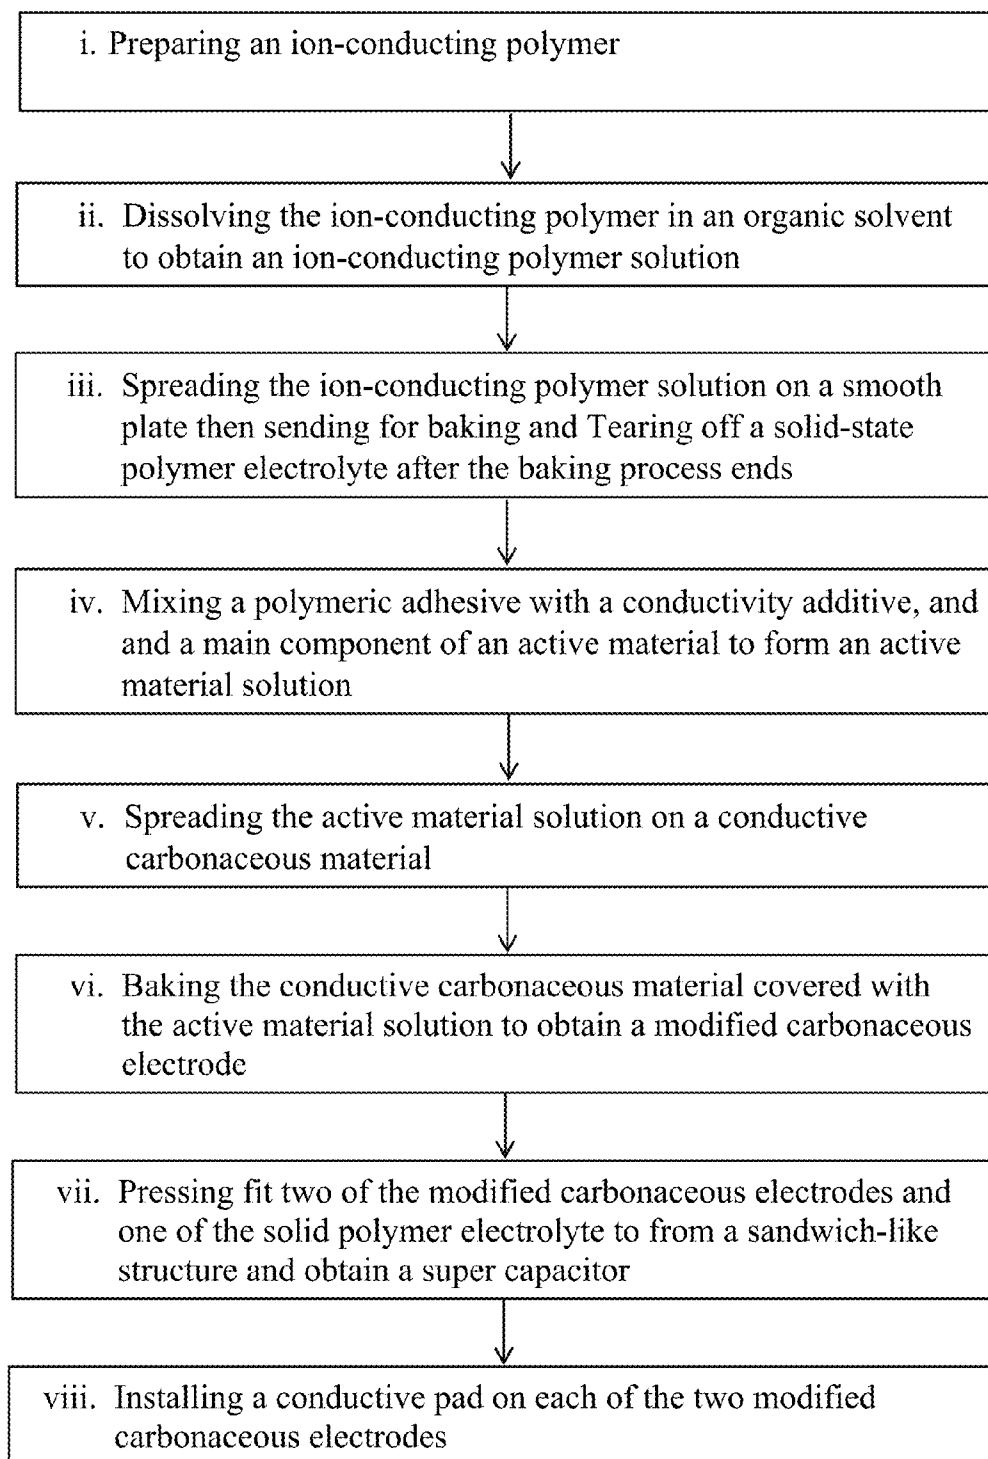 i. Preparing an ion-conducting polymer
ii. Dissolving the ion-conducting polymer in an organic solvent
to obtain an ion-conducting polymer solution
iii. Spreading the ion-conducting polymer solution on a smooth
plate then sending for baking and Tearing off a solid-state
polymer electrolyte after the baking process ends
iv. Mixing a polymeric adhesive with a conductivity additive, and
and a main component of an active material to form an active
material solution
v. Spreading the active material solution on a conductive
carbonaceous material
vi. Baking the conductive carbonaceous material covered with
the active material solution to obtain a modified carbonaceous
electrode
vii. Pressing fit two of the modified carbonaceous electrodes and
one of the solid polymer electrolyte to from a sandwich-like
structure and obtain a super capacitor
viii. Installing a conductive pad on each of the two modified
carbonaceous electrodes